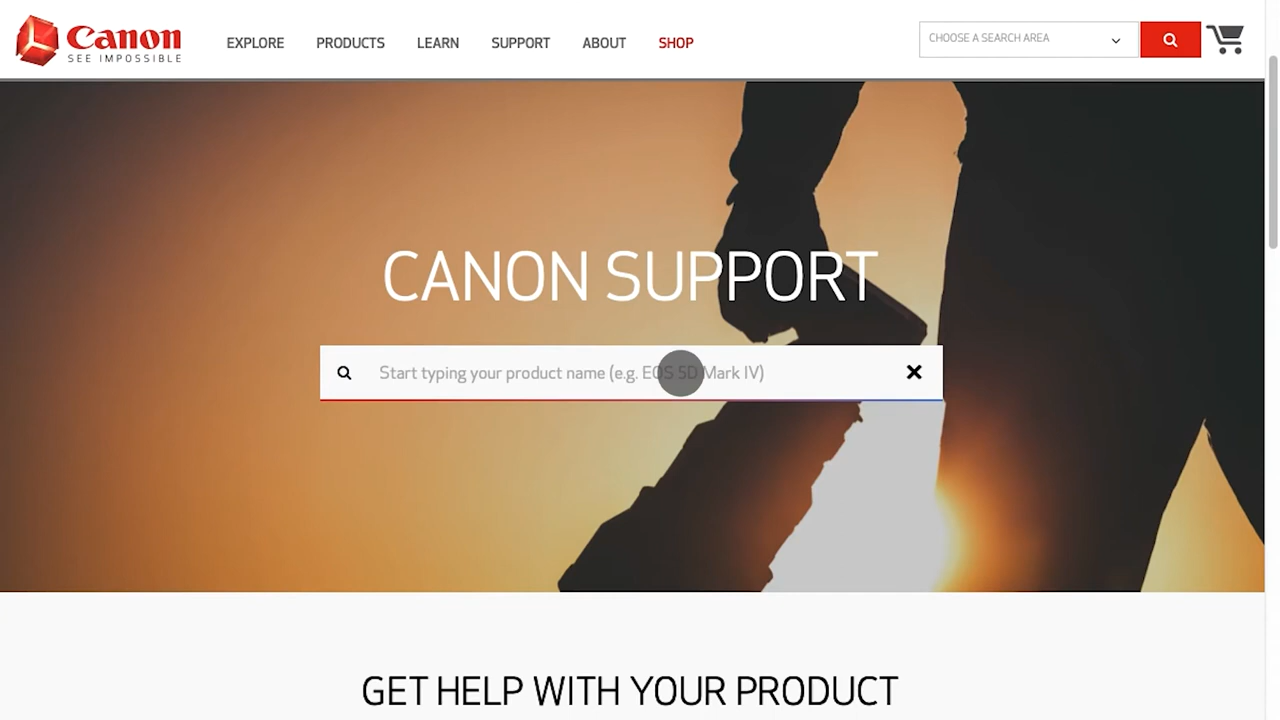 Canon
SEE IMPOSSIBLE
EXPLORE
PRODUCTS
LEARN
SUPPORT
ABOUT
SHOP
CHOOSE A SEARCH AREA
CANON SUPPORT
Start typing your product name (e.g. EOS 5D Mark IV)
GET HELP WITH YOUR PRODUCT